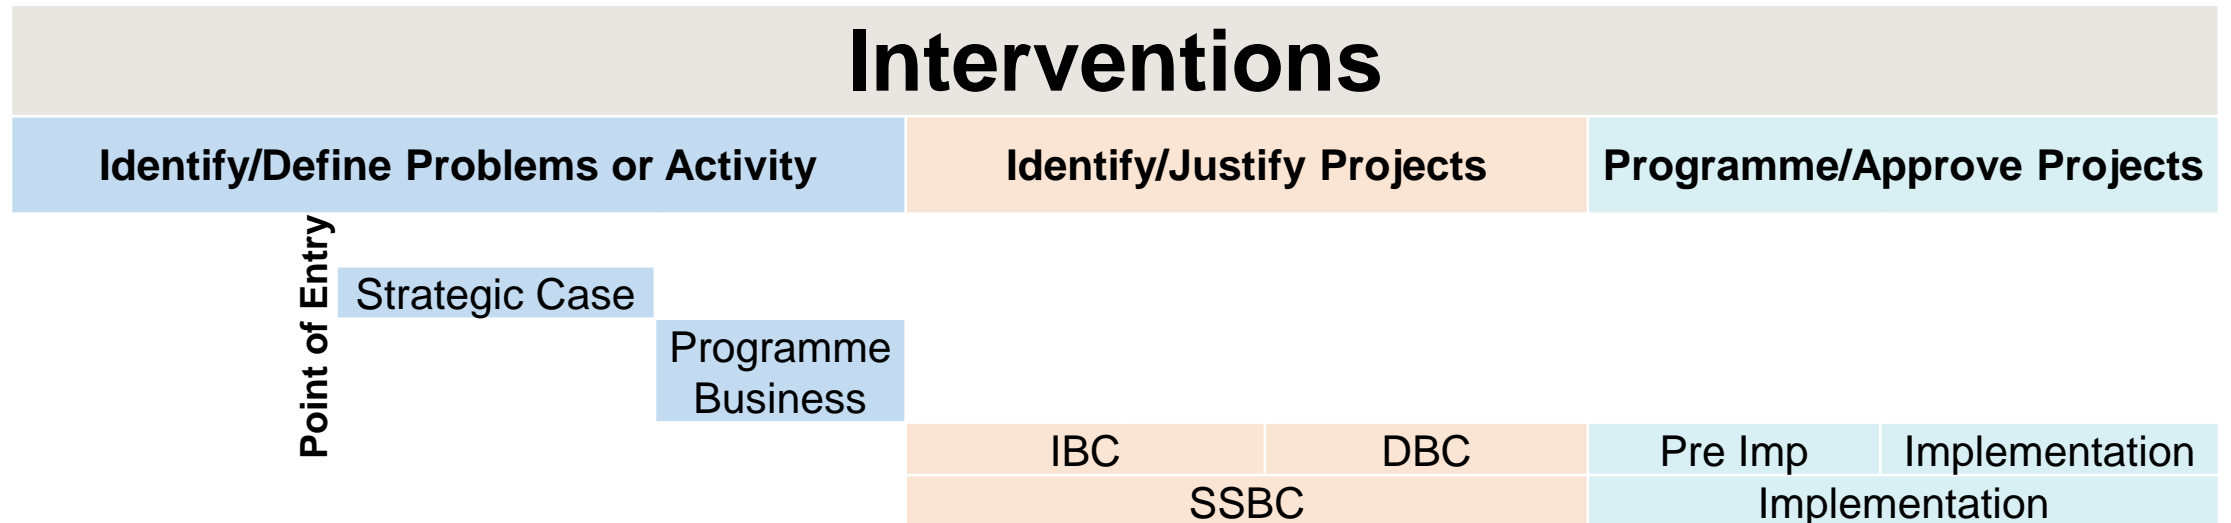 Interventions
Identify/Define Problems or Activity
Identify/Justify Projects
Programme/Approve Projects
Point of Entry
Strategic Case
Programme
Business
IBC
DBC
Pre Imp
Implementation
SSBC
Implementation